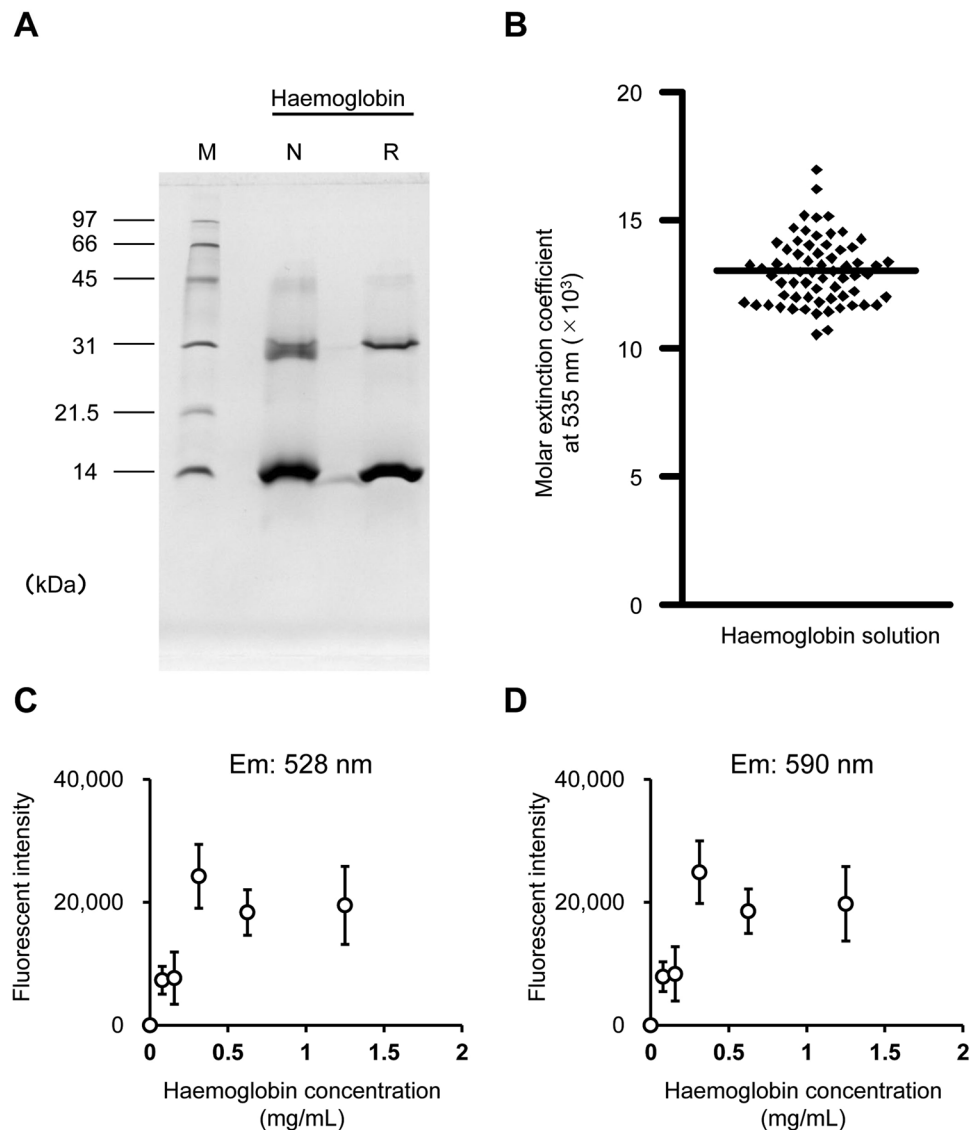 A
Haemoglobin
M N R
97
66
45
31
21.5
14
(kDa)
B
Molar extinction coefficient
at 535 nm ( × 10³)
20
15
10
5
0
Haemoglobin solution
C
Em: 528 nm
Fluorescent intensity
40,000
20,000
0
0 0.5 1 1.5 2
Haemoglobin concentration
(mg/mL)
D
Em: 590 nm
Fluorescent intensity
40,000
20,000
0
0 0.5 1 1.5 2
Haemoglobin concentration
(mg/mL)